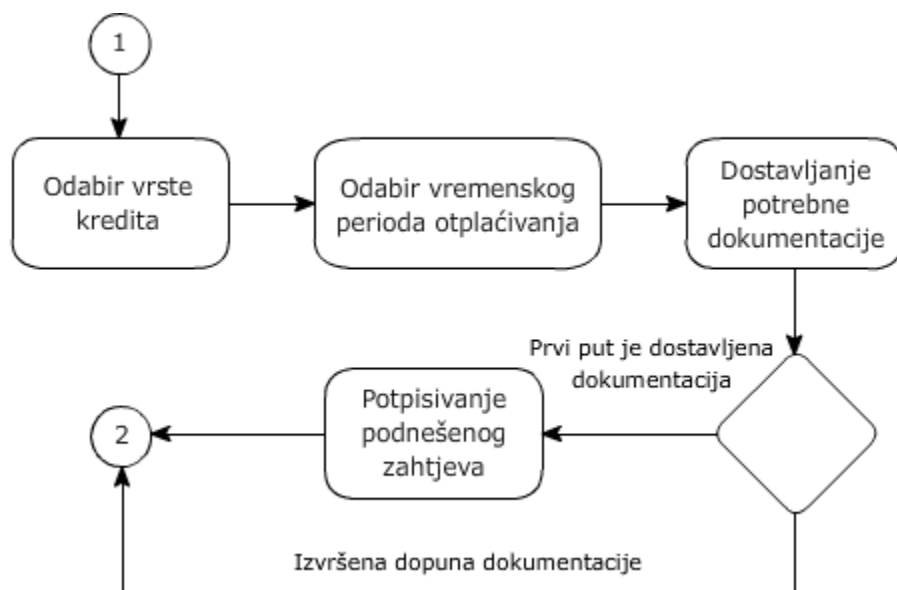 1
Odabir vrste
kredita
Odabir vremenskog
perioda otplaćivanja
Dostavljanje
potrebne
dokumentacije
Prvi put je dostavljena
dokumentacija
Potpisivanje
podnešenog
zahtjeva
2
Izvršena dopuna dokumentacije